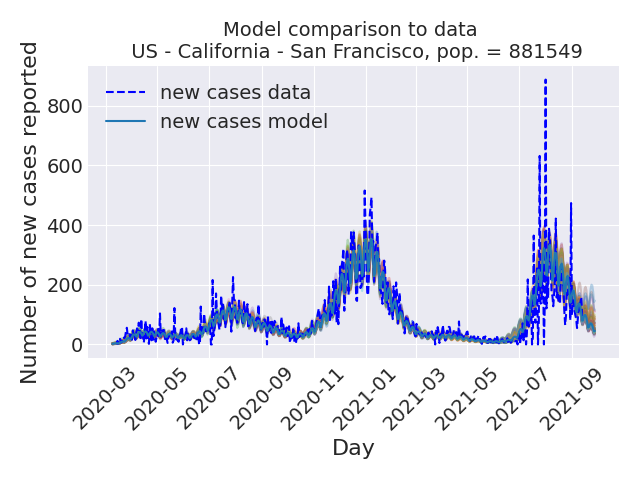 Model comparison to data
US - California - San Francisco, pop. = 881549
Number of new cases reported
new cases data
new cases model
800
600
400
200
0
2020-03
2020-05
2020-07
2020-09
2020-11
2021-01
2021-03
2021-05
2021-07
2021-09
Day